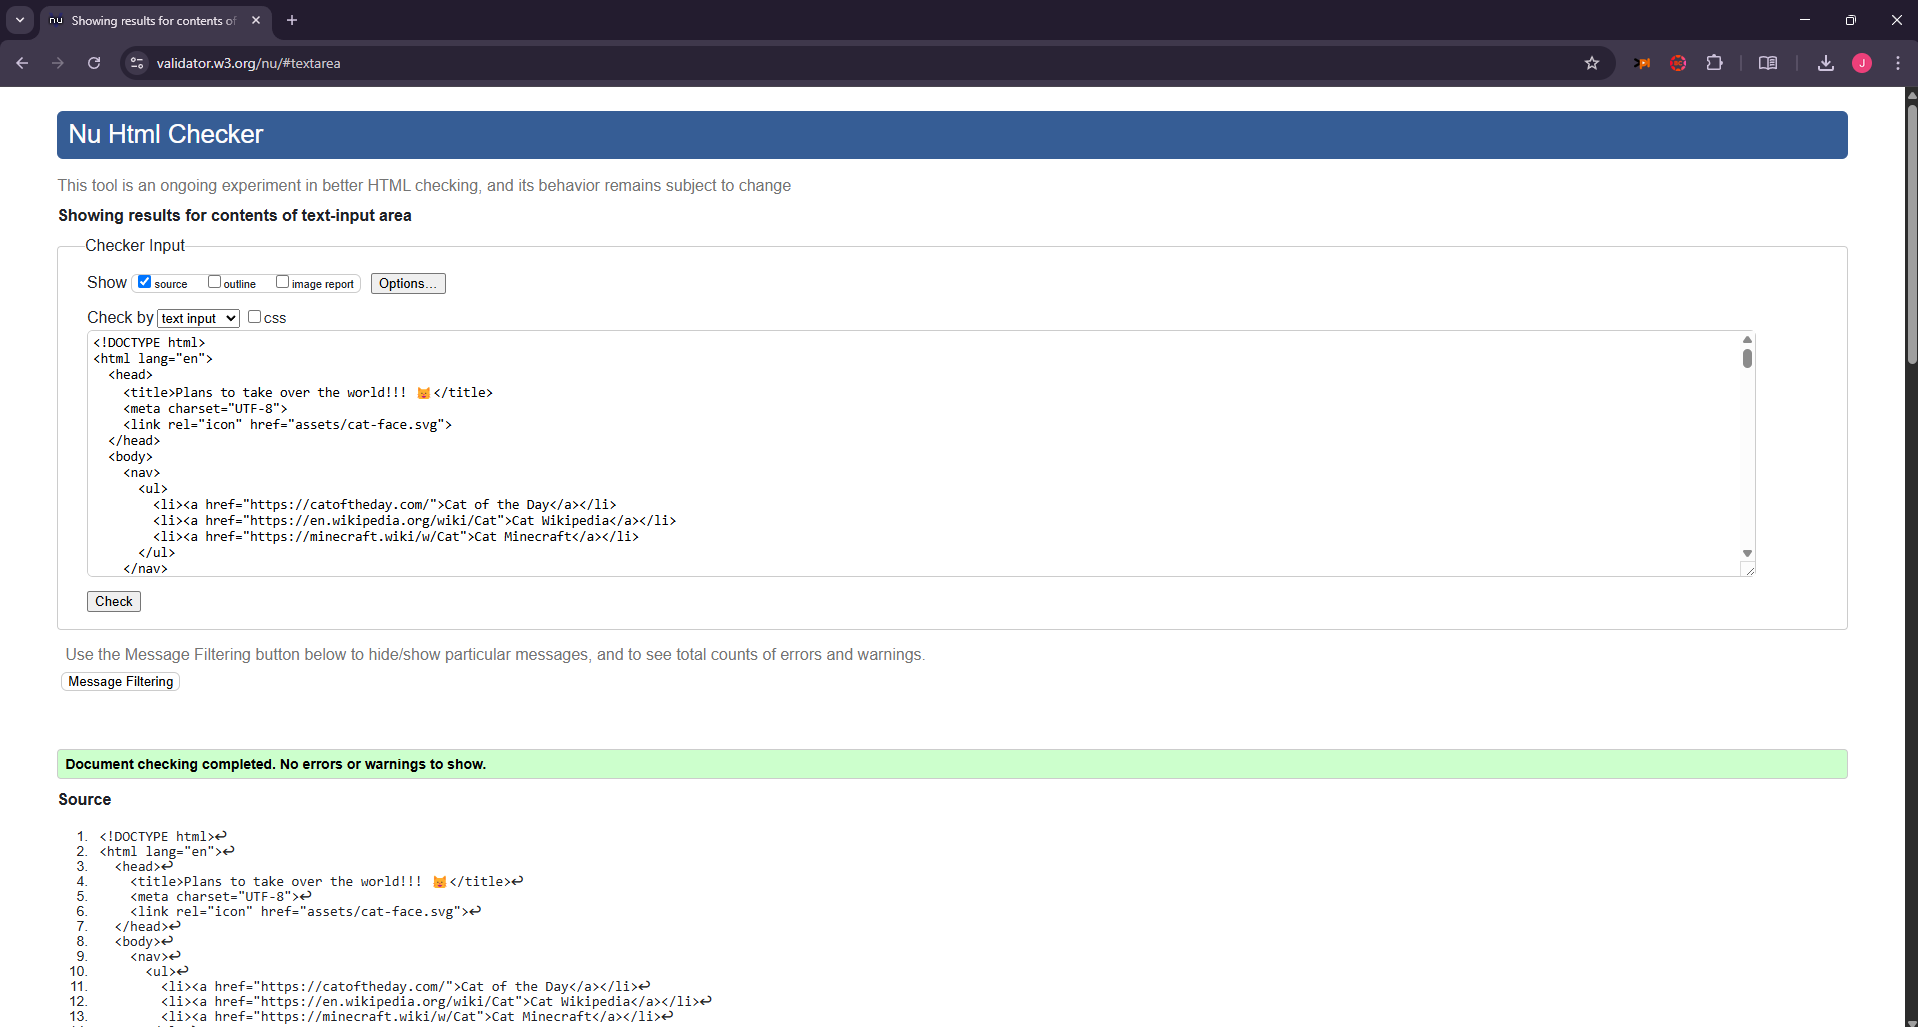 nu Showing results for contents of
validator.w3.org/nu/#textarea
J
Nu Html Checker
This tool is an ongoing experiment in better HTML checking, and its behavior remains subject to change
Showing results for contents of text-input area
Checker Input
Show source outline image report Options...
Check by text input css
<!DOCTYPE html>
<html lang="en">
<head>
<title>Plans to take over the world!!! 😺</title>
<meta charset="UTF-8">
<link rel="icon" href="assets/cat-face.svg">
</head>
<body>
<nav>
<ul>
<li><a href="https://catoftheday.com/">Cat of the Day</a></li>
<li><a href="https://en.wikipedia.org/wiki/Cat">Cat Wikipedia</a></li>
<li><a href="https://minecraft.wiki/w/Cat">Cat Minecraft</a></li>
</ul>
</nav>
Check
Use the Message Filtering button below to hide/show particular messages, and to see total counts of errors and warnings.
Message Filtering
Document checking completed. No errors or warnings to show.
Source
1. <!DOCTYPE html>↩
2. <html lang="en">↩
3. <head>↩
4. <title>Plans to take over the world!!! 😺</title>↩
5. <meta charset="UTF-8">↩
6. <link rel="icon" href="assets/cat-face.svg">↩
7. </head>↩
8. <body>↩
9. <nav>↩
10. <ul>↩
11. <li><a href="https://catoftheday.com/">Cat of the Day</a></li>↩
12. <li><a href="https://en.wikipedia.org/wiki/Cat">Cat Wikipedia</a></li>↩
13. <li><a href="https://minecraft.wiki/w/Cat">Cat Minecraft</a></li>↩